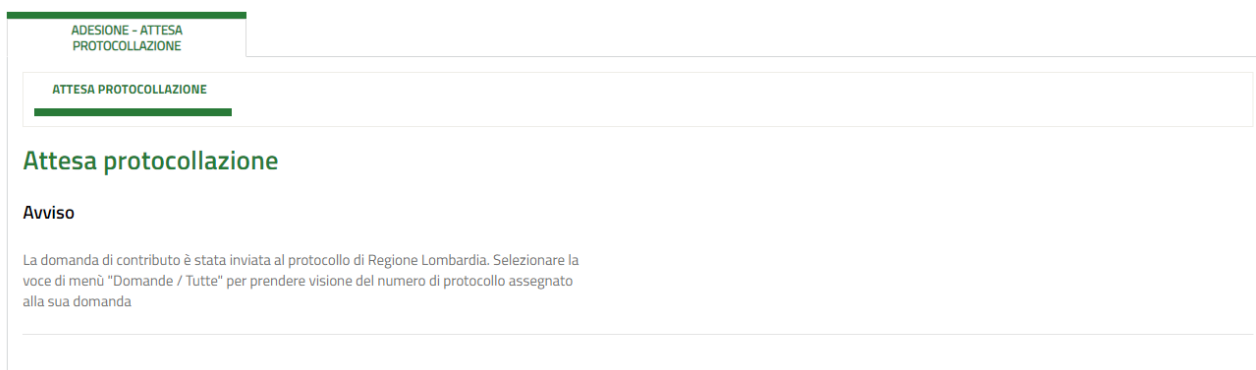 ADESIONE - ATTESA
PROTOCOLLAZIONE
ATTESA PROTOCOLLAZIONE
Attesa protocollazione
Avviso
La domanda di contributo è stata inviata al protocollo di Regione Lombardia. Selezionare la
voce di menù "Domande / Tutte" per prendere visione del numero di protocollo assegnato
alla sua domanda